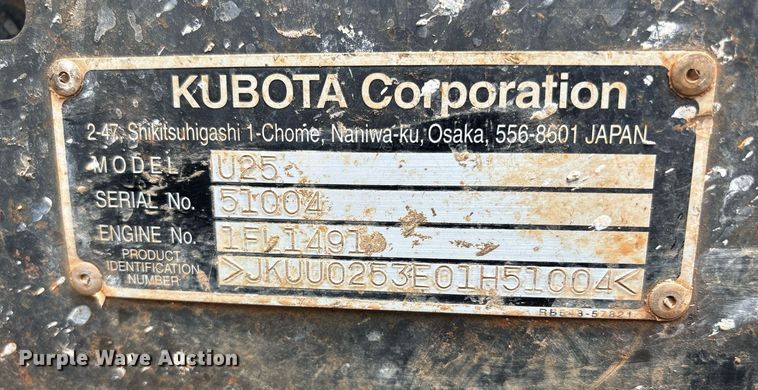 KUBOTA Corporation
2-47, Shikitsuhigashi 1-Chome, Naniwa-ku, Osaka, 556-8601 JAPAN
MODEL U25
SERIAL No. 51004
ENGINE No.
PRODUCT
IDENTIFICATION
NUMBER >JKUU0253E01H51004<
Purple Wave Auction